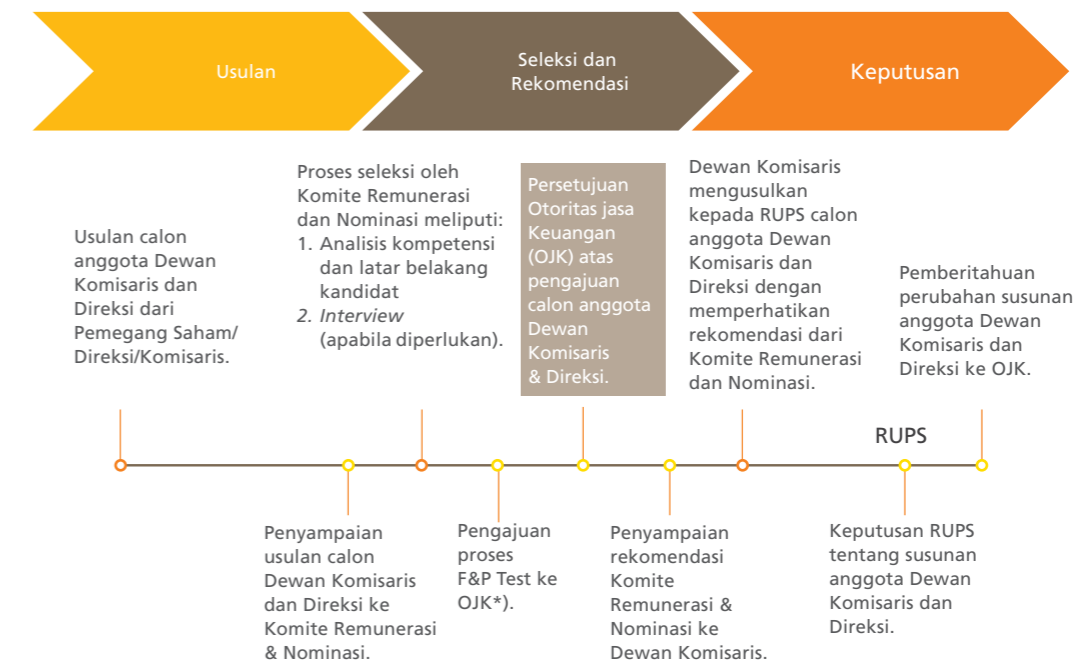 Usulan
Seleksi dan
Rekomendasi
Keputusan
Usulan calon
anggota Dewan
Komisaris dan
Direksi dari
Pemegang Saham/
Direksi/Komisaris.
Proses seleksi oleh
Komite Remunerasi
dan Nominasi meliputi:
1. Analisis kompetensi
dan latar belakang
kandidat
2. Interview
(apabila diperlukan).
Persetujuan
Otoritas jasa
Keuangan
(OJK) atas
pengajuan
calon anggota
Dewan
Komisaris
& Direksi.
Dewan Komisaris
mengusulkan
kepada RUPS calon
anggota Dewan
Komisaris dan
Direksi dengan
memperhatikan
rekomendasi dari
Komite Remunerasi
dan Nominasi.
Pemberitahuan
perubahan susunan
anggota Dewan
Komisaris dan
Direksi ke OJK.
RUPS
Penyampaian
usulan calon
Dewan Komisaris
dan Direksi ke
Komite Remunerasi
& Nominasi.
Pengajuan
proses
F&P Test ke
OJK*).
Penyampaian
rekomendasi
Komite
Remunerasi &
Nominasi ke
Dewan Komisaris.
Keputusan RUPS
tentang susunan
anggota Dewan
Komisaris dan
Direksi.